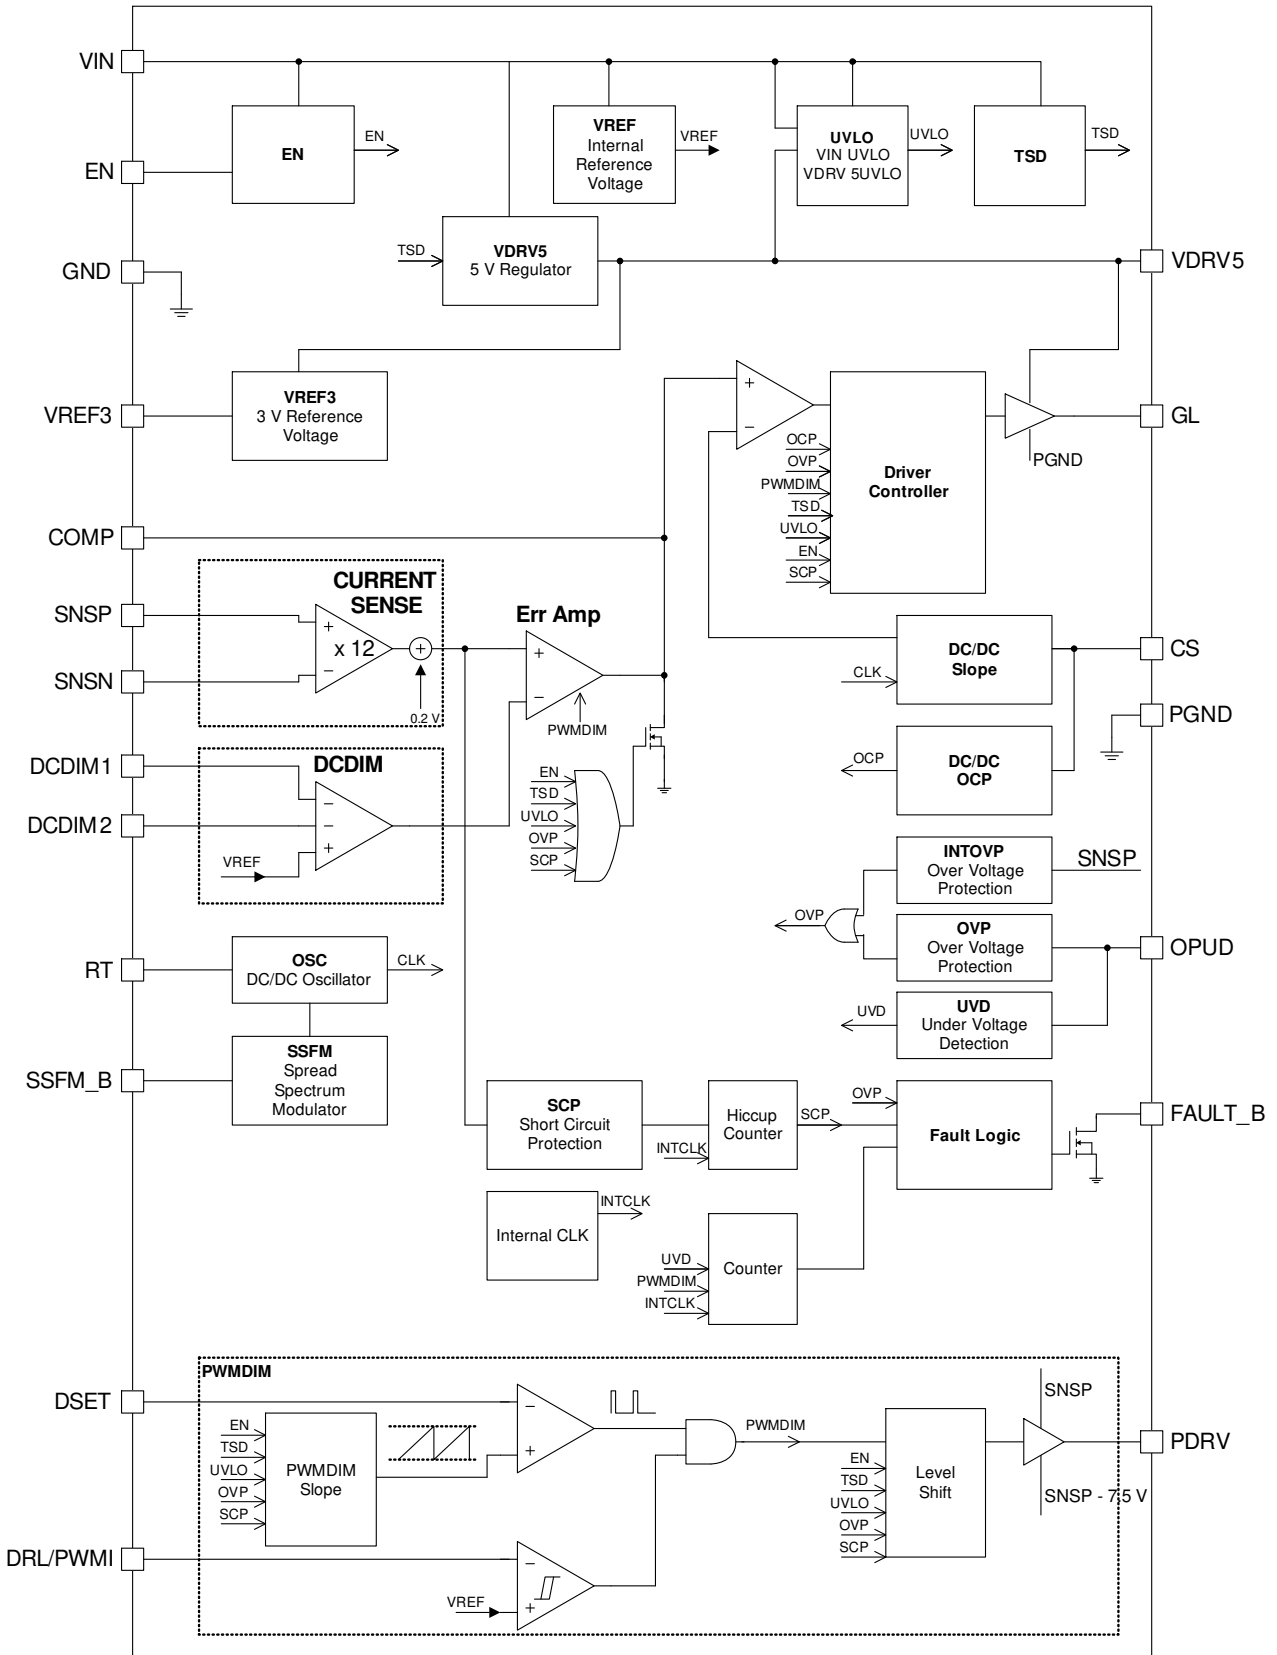 VIN
EN
GND
VREF3
COMP
SNSP
SNSN
DCDIM1
DCDIM2
RT
SSFM_B
DSET
DRL/PWMI
VDRV5
GL
CS
PGND
OPUD
FAULT_B
PDRV
EN
EN
VREF
Internal
Reference
Voltage
VREF
UVLO
VIN UVLO
VDRV 5UVLO
UVLO
TSD
TSD
TSD
VDRV5
5 V Regulator
VREF3
3 V Reference
Voltage
+
−
OCP
OVP
PWMDIM
TSD
UVLO
EN
SCP
Driver
Controller
PGND
CURRENT
SENSE
+
−
x 12
+
0.2 V
Err Amp
+
−
PWMDIM
DCDIM
−
−
+
VREF
EN
TSD
UVLO
OVP
SCP
DC/DC
Slope
CLK
DC/DC
OCP
OCP
INTOVP
Over Voltage
Protection
SNSP
OVP
OVP
Over Voltage
Protection
UVD
UVD
Under Voltage
Detection
OSC
DC/DC Oscillator
CLK
SSFM
Spread
Spectrum
Modulator
SCP
Short Circuit
Protection
Hiccup
Counter
INTCLK
SCP
OVP
Fault Logic
Internal CLK
INTCLK
UVD
PWMDIM
INTCLK
Counter
PWMDIM
EN
TSD
UVLO
OVP
SCP
PWMDIM
Slope
−
+
PWMDIM
EN
TSD
UVLO
OVP
SCP
Level
Shift
SNSP
SNSP - 7.5 V
−
+
VREF